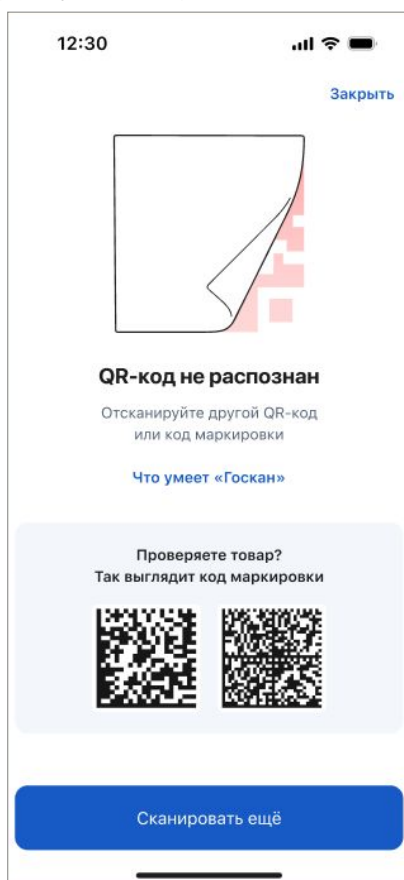 12:30
Закрыть
QR-код не распознан
Отсканируйте другой QR-код
или код маркировки
Что умеет «Госкан»
Проверяете товар?
Так выглядит код маркировки
Сканировать ещё